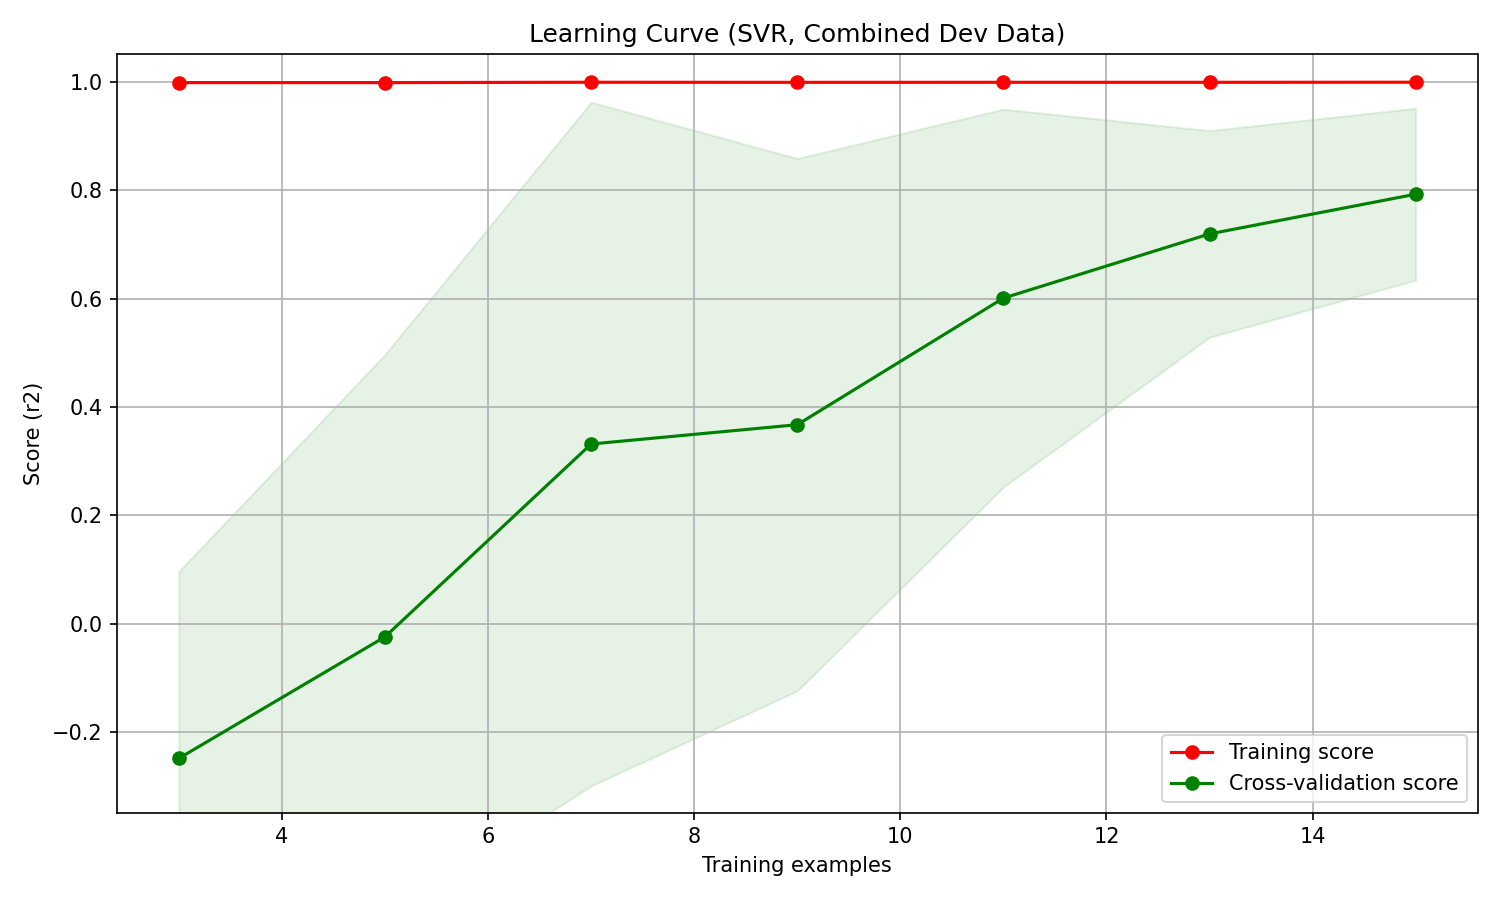 Learning Curve (SVR, Combined Dev Data)
Score (r2)
1.0
0.8
0.6
0.4
0.2
0.0
−0.2
4 6 8 10 12 14
Training examples
Training score
Cross-validation score